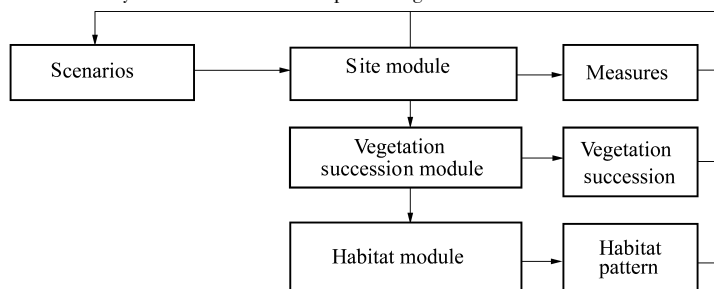 Scenarios
Site module
Measures
Vegetation
succession module
Vegetation
succession
Habitat module
Habitat
pattern